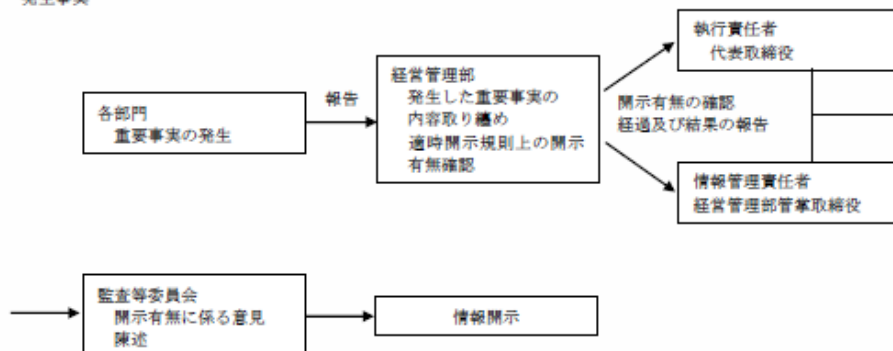 発生事実
各部門
重要事実の発生
報告
経営管理部
発生した重要事実の
内容取り纏め
適時開示規則上の開示
有無確認
開示有無の確認
経過及び結果の報告
執行責任者
代表取締役
情報管理責任者
経営管理部管掌取締役
監査等委員会
開示有無に係る意見
陳述
情報開示